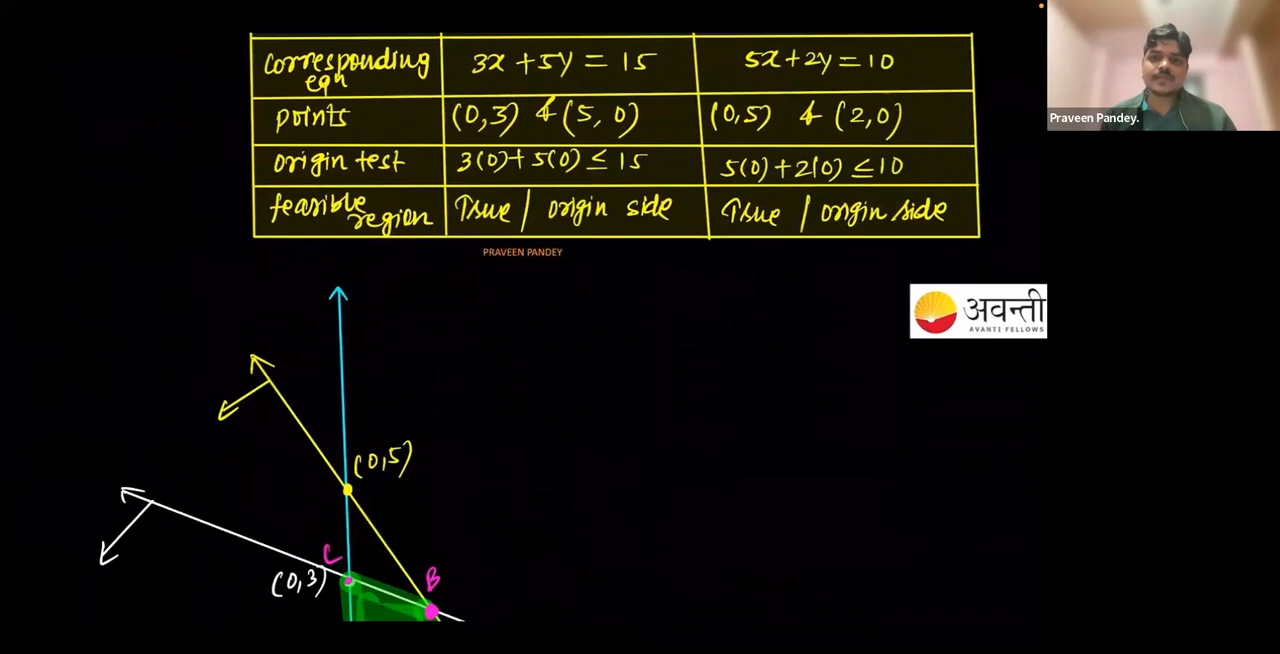 corresponding eqn 3x + 5y = 15 5x + 2y = 10
points (0,3) & (5, 0) (0,5) & (2,0)
origin test 3(0) + 5(0) ≤ 15 5(0) + 2(0) ≤ 10
feasible region True / origin side True / origin side
Praveen Pandey.
PRAVEEN PANDEY
अवन्ती
AVANTI FELLOWS
(0,5)
C
(0,3)
B